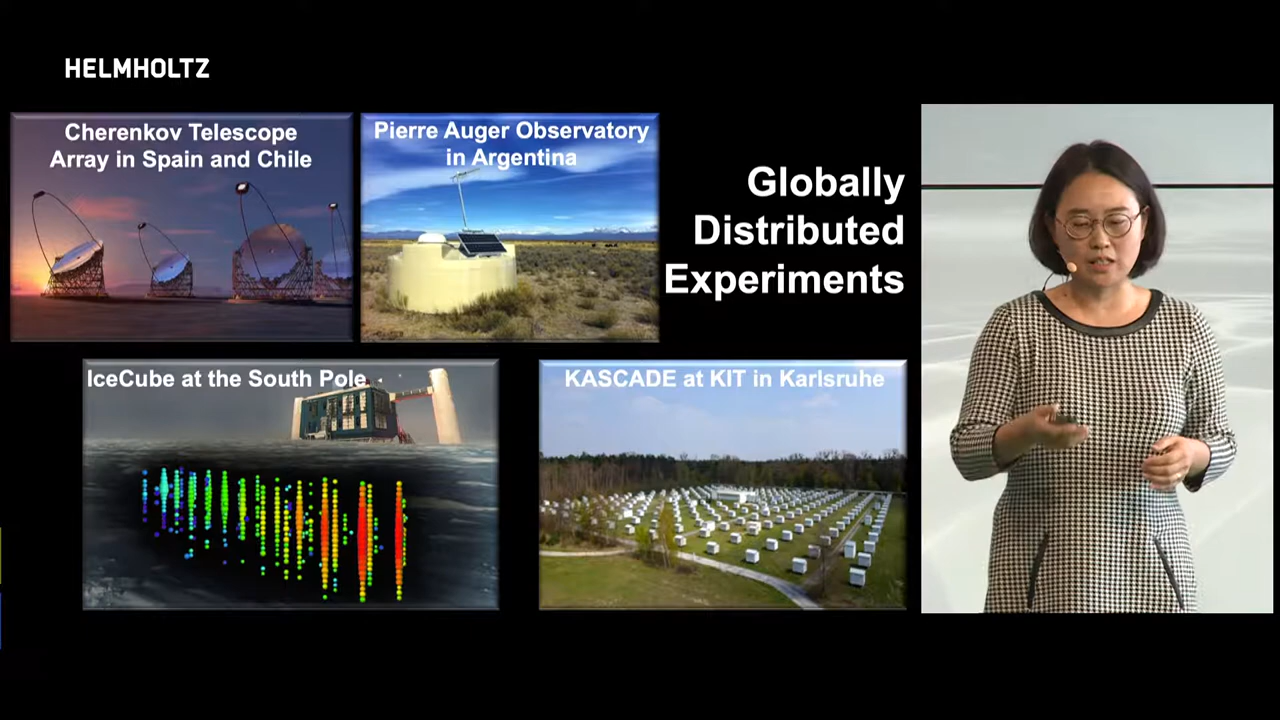 HELMHOLTZ
Cherenkov Telescope
Array in Spain and Chile
Pierre Auger Observatory
in Argentina
Globally
Distributed
Experiments
IceCube at the South Pole
KASCADE at KIT in Karlsruhe